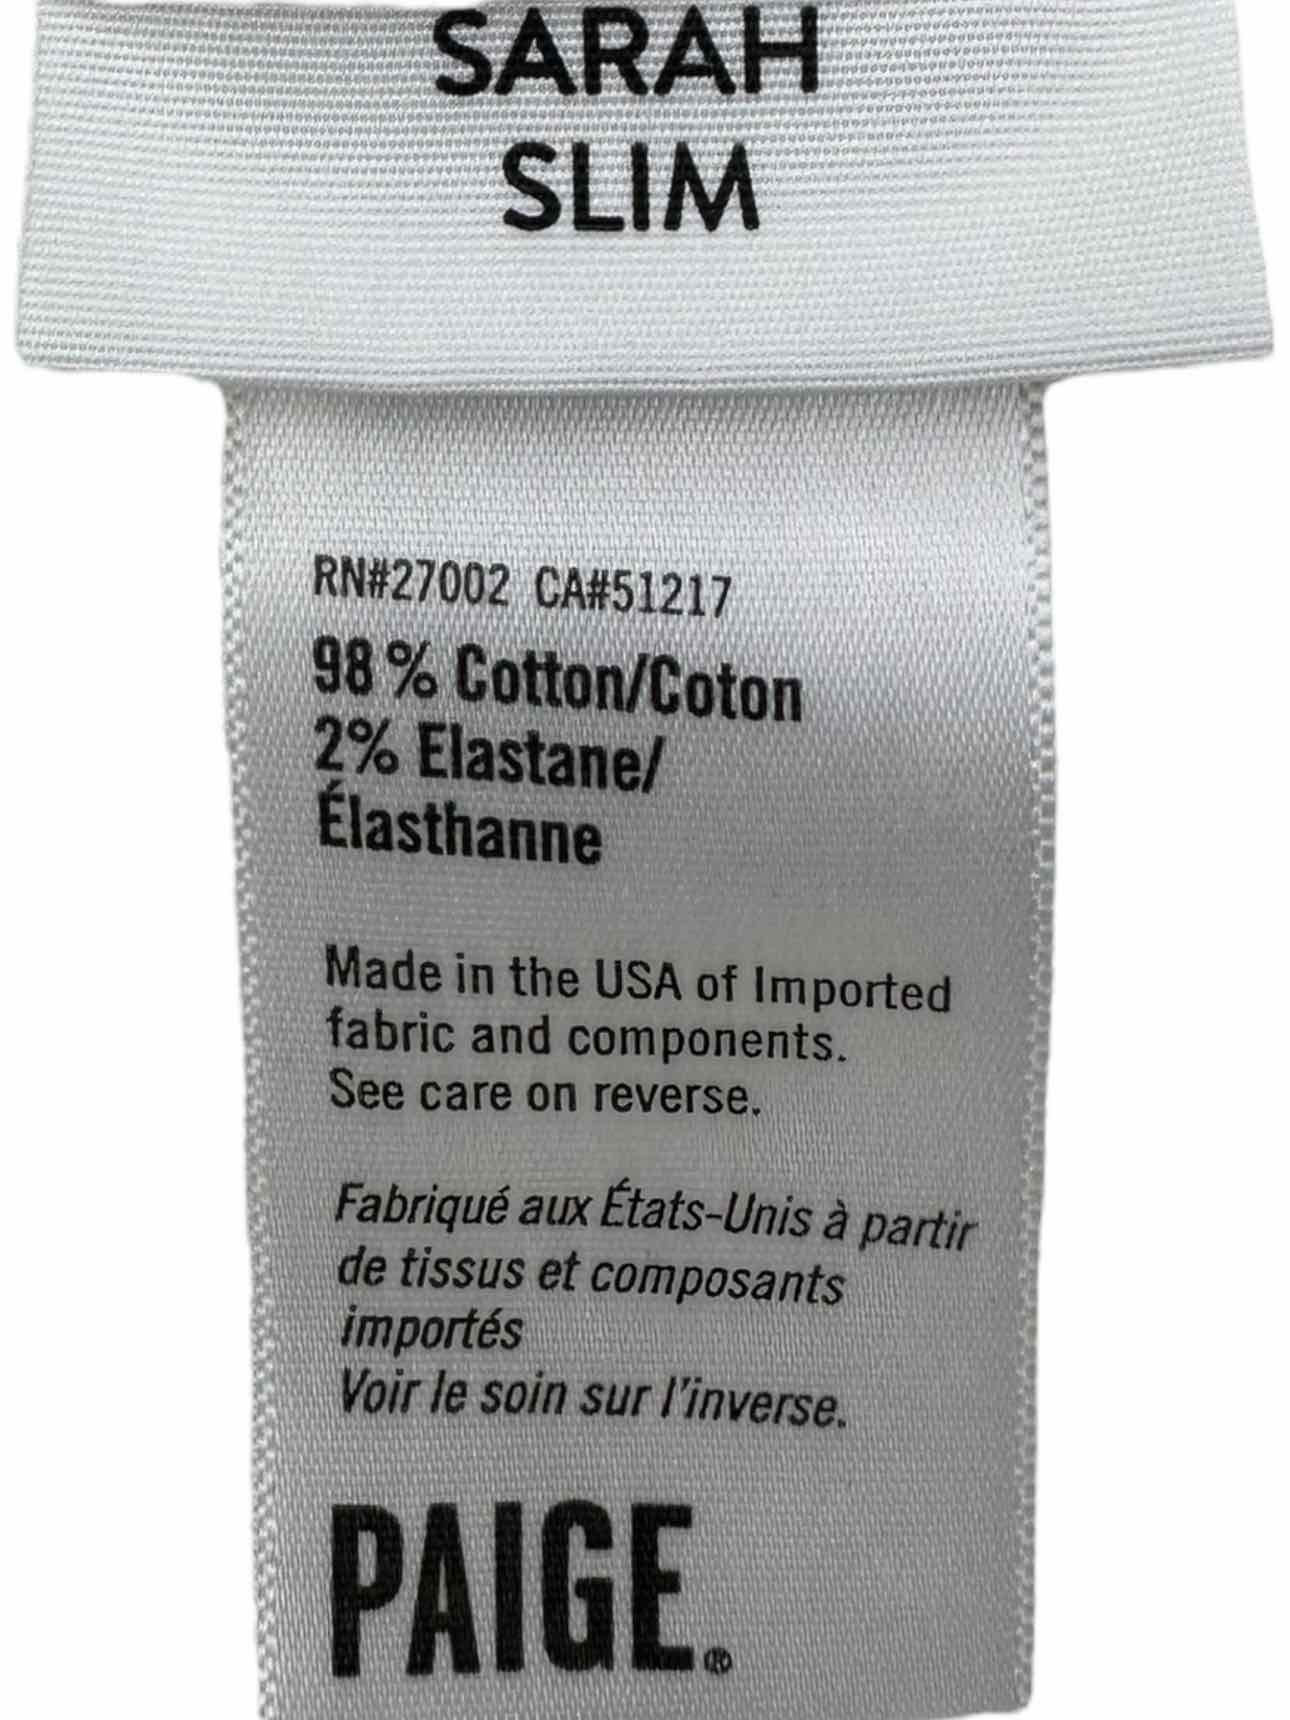 SARAH
SLIM
RN#27002 CA#51217
98 % Cotton/Coton
2% Elastane/
Élasthanne
Made in the USA of Imported
fabric and components.
See care on reverse.
Fabriqué aux États-Unis à partir
de tissus et composants
importés
Voir le soin sur l'inverse.
PAIGE®